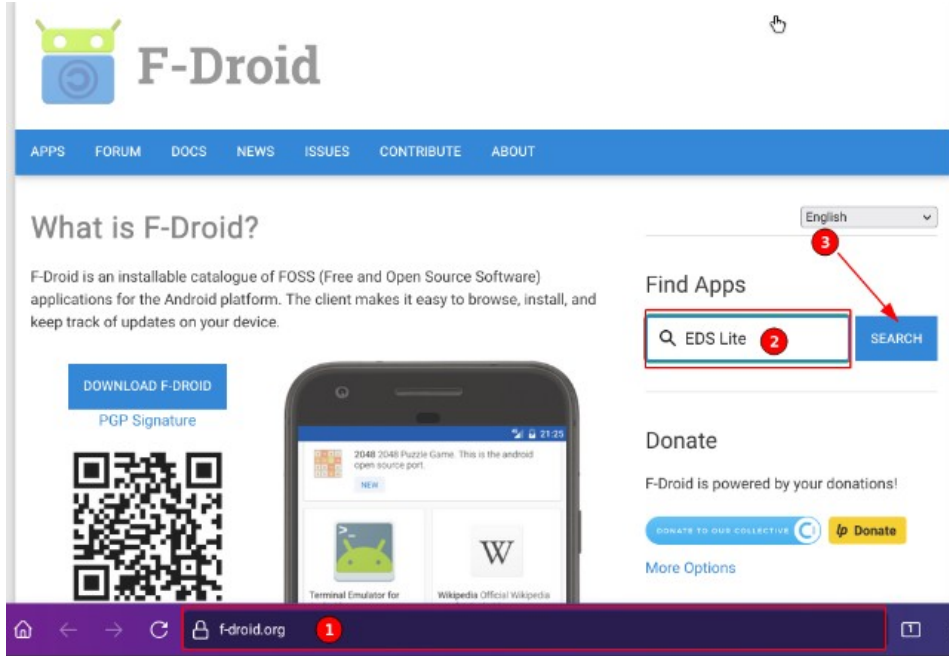 F-Droid
APPS FORUM DOCS NEWS ISSUES CONTRIBUTE ABOUT
What is F-Droid?
F-Droid is an installable catalogue of FOSS (Free and Open Source Software)
applications for the Android platform. The client makes it easy to browse, install, and
keep track of updates on your device.
DOWNLOAD F-DROID
PGP Signature
21:25
2048 2048 Puzzle Game. This is the android
open source port.
NEW
>_
Terminal Emulator for
W
Wikipedia Official Wikipedia
English
3
Find Apps
EDS Lite 2
SEARCH
Donate
F-Droid is powered by your donations!
DONATE TO OUR COLLECTIVE
lp Donate
More Options
f-droid.org 1
1